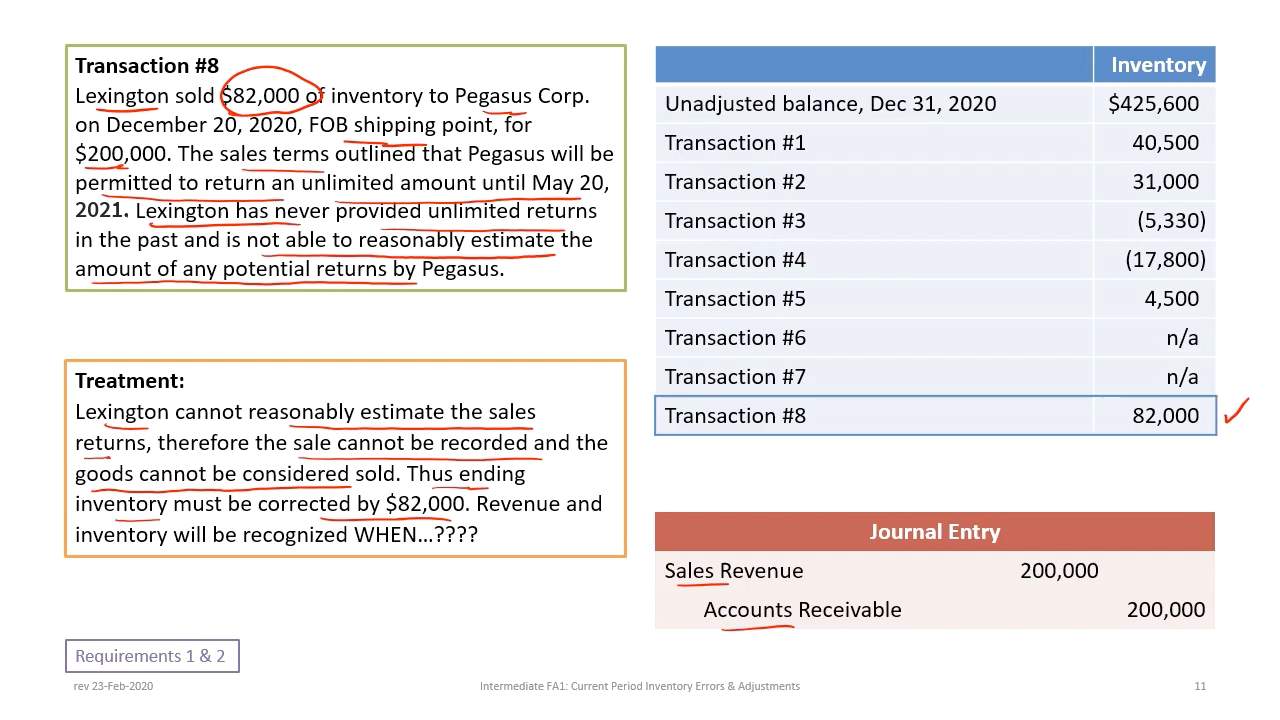 Transaction #8
Lexington sold $82,000 of inventory to Pegasus Corp.
on December 20, 2020, FOB shipping point, for
$200,000. The sales terms outlined that Pegasus will be
permitted to return an unlimited amount until May 20,
2021. Lexington has never provided unlimited returns
in the past and is not able to reasonably estimate the
amount of any potential returns by Pegasus.
Treatment:
Lexington cannot reasonably estimate the sales
returns, therefore the sale cannot be recorded and the
goods cannot be considered sold. Thus ending
inventory must be corrected by $82,000. Revenue and
inventory will be recognized WHEN...????
Requirements 1 & 2
Inventory
Unadjusted balance, Dec 31, 2020 $425,600
Transaction #1 40,500
Transaction #2 31,000
Transaction #3 (5,330)
Transaction #4 (17,800)
Transaction #5 4,500
Transaction #6 n/a
Transaction #7 n/a
Transaction #8 82,000
Journal Entry
Sales Revenue 200,000
Accounts Receivable 200,000
rev 23-Feb-2020 Intermediate FA1: Current Period Inventory Errors & Adjustments 11